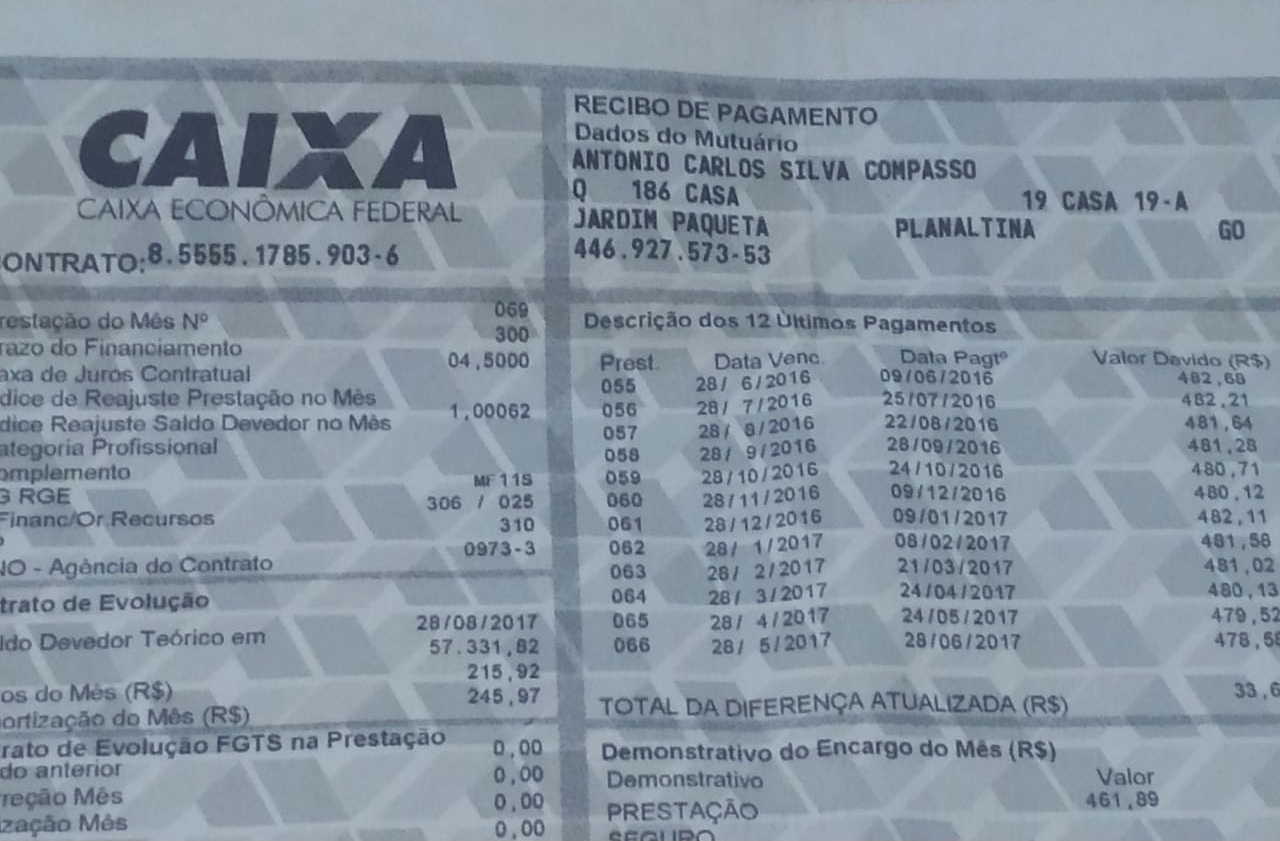 CAIXA
CAIXA ECONÔMICA FEDERAL
ONTRATO: 8.5555.1785.903-6
RECIBO DE PAGAMENTO
Dados do Mutuário
ANTONIO CARLOS SILVA COMPASSO
Q 186 CASA 19 CASA 19-A
JARDIM PAQUETA PLANALTINA GO
446.927.573-53
restação do Mês Nº 069
razo do Financiamento 300
axa de Juros Contratual 04,5000
dice de Reajuste Prestação no Mês
dice Reajuste Saldo Devedor no Mês 1,00062
ategoria Profissional
omplemento
G RGE MF11S
Financ/Or.Recursos 306 / 025
310
NO - Agência do Contrato 0973-3
trato de Evolução
ldo Devedor Teórico em 28/08/2017
57.331,82
os do Mês (R$) 215,92
ortização do Mês (R$) 245,97
rato de Evolução FGTS na Prestação
do anterior 0,00
reção Mês 0,00
ização Mês 0,00
0,00
Descrição dos 12 Últimos Pagamentos
Prest. Data Venc. Data Pagtº Valor Devido (R$)
055 28/ 6/2016 09/06/2016 482,68
056 28/ 7/2016 25/07/2016 482,21
057 28/ 8/2016 22/08/2016 481,64
058 28/ 9/2016 28/09/2016 481,28
059 28/10/2016 24/10/2016 480,71
060 28/11/2016 09/12/2016 480,12
061 28/12/2016 09/01/2017 482,11
062 28/ 1/2017 08/02/2017 481,58
063 28/ 2/2017 21/03/2017 481,02
064 28/ 3/2017 24/04/2017 480,13
065 28/ 4/2017 24/05/2017 479,52
066 28/ 5/2017 28/06/2017 478,58
TOTAL DA DIFERENÇA ATUALIZADA (R$) 33,6
Demonstrativo do Encargo do Mês (R$)
Demonstrativo Valor
PRESTAÇÃO 461,89
SEGURO